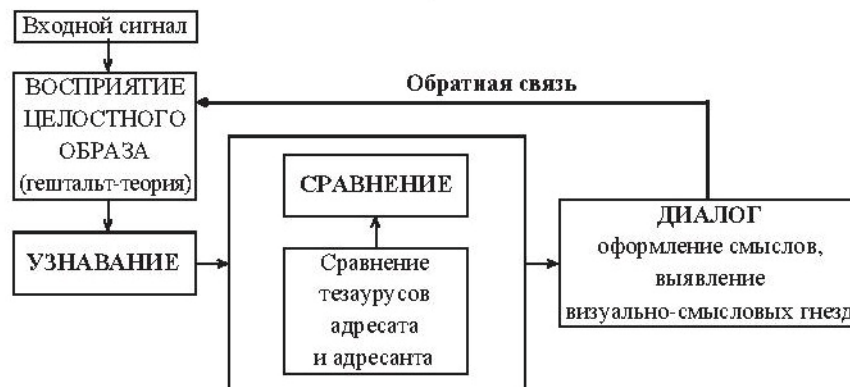 Входной сигнал
ВОСПРИЯТИЕ
ЦЕЛОСТНОГО
ОБРАЗА
(гештальт-теория)
Обратная связь
УЗНАВАНИЕ
СРАВНЕНИЕ
Сравнение
тезаурусов
адресата
и адресанта
ДИАЛОГ
оформление смыслов,
выявление
визуально-смысловых гнезд